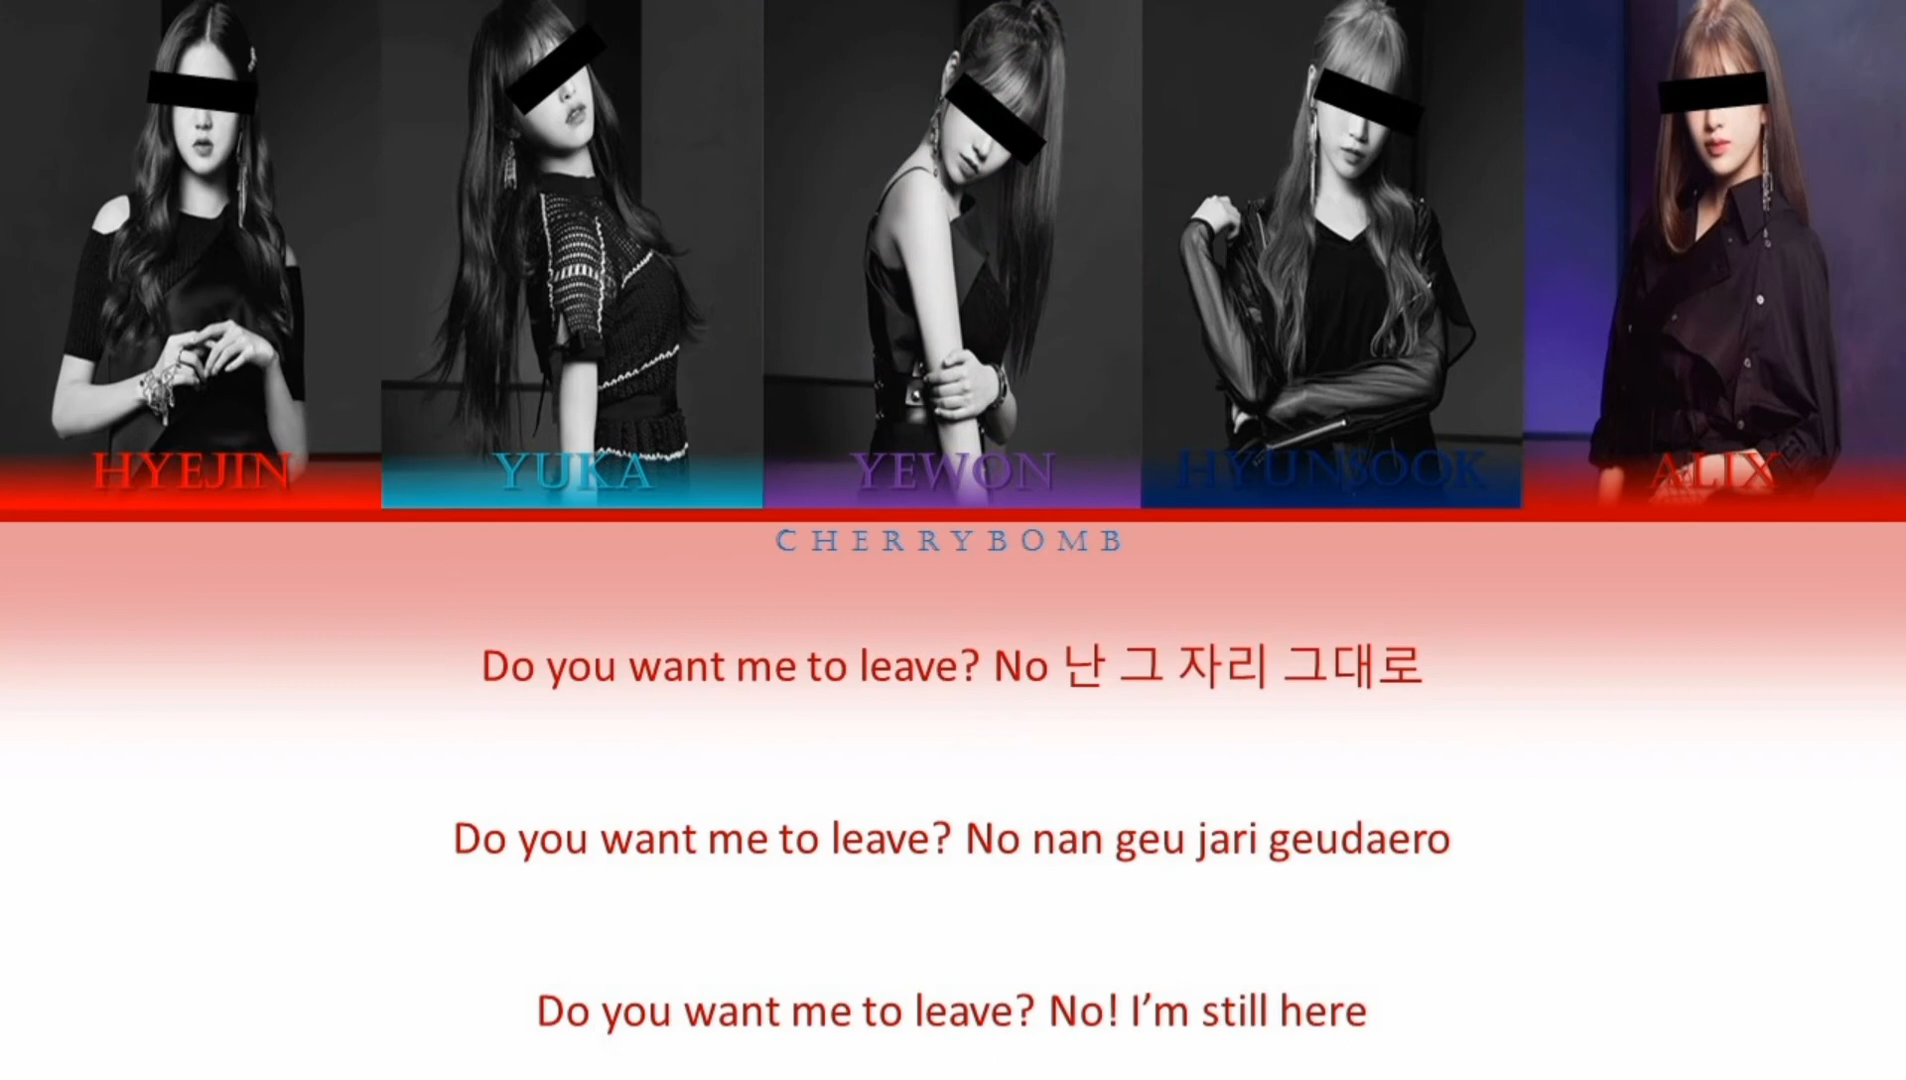 HYEJIN YUKA YEWON HYUNSOOK ALIX
CHERRYBOMB
Do you want me to leave? No 난 그 자리 그대로
Do you want me to leave? No nan geu jari geudaero
Do you want me to leave? No! I’m still here